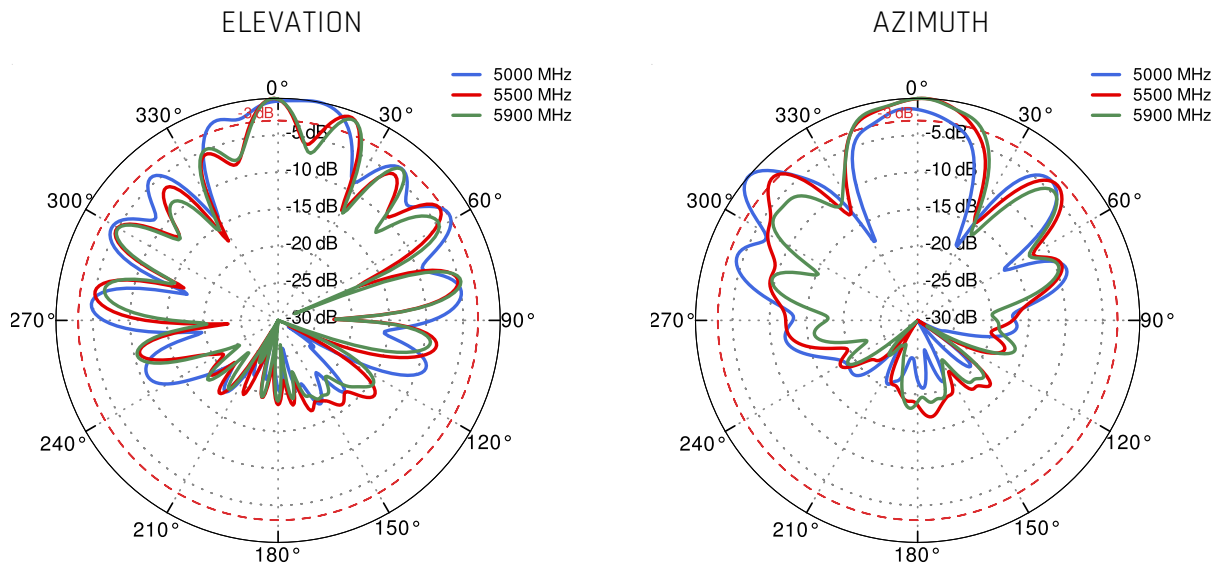 ELEVATION
5000 MHz
5500 MHz
5900 MHz
0°
30°
60°
90°
120°
150°
180°
210°
240°
270°
300°
330°
-3 dB
-5 dB
-10 dB
-15 dB
-20 dB
-25 dB
-30 dB
AZIMUTH
5000 MHz
5500 MHz
5900 MHz
0°
30°
60°
90°
120°
150°
180°
210°
240°
270°
300°
330°
-3 dB
-5 dB
-10 dB
-15 dB
-20 dB
-25 dB
-30 dB